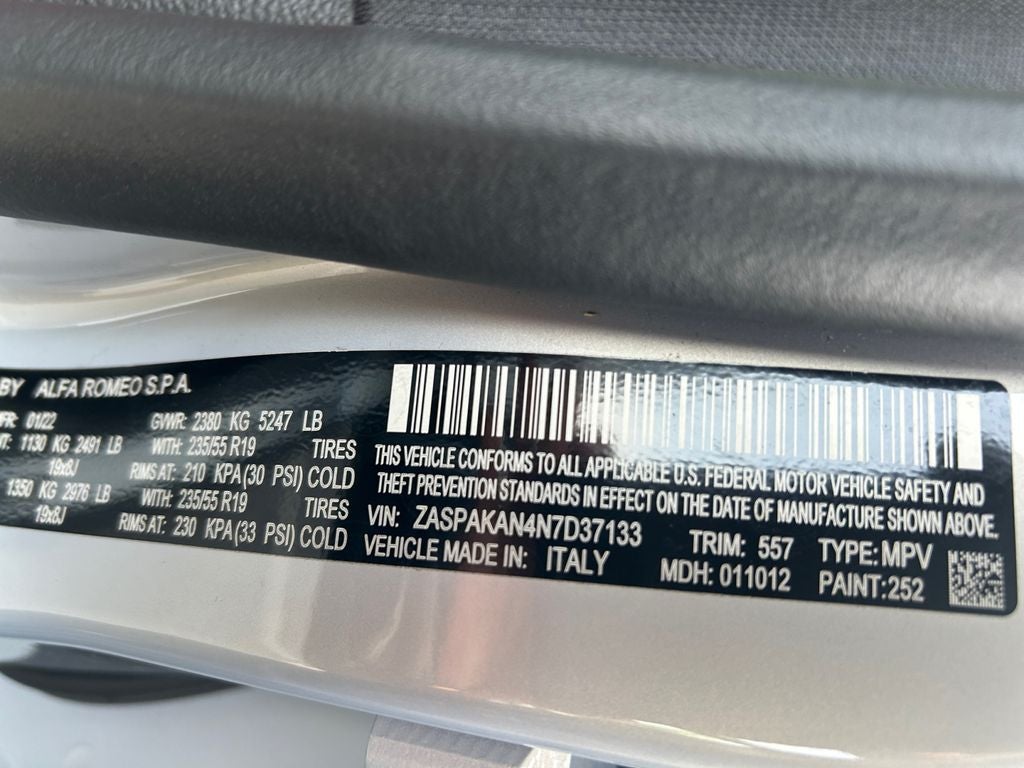 BY ALFA ROMEO S.P.A.
FR: 01/22 GVWR: 2380 KG 5247 LB
T: 1130 KG 2491 LB WITH: 235/55 R19 TIRES
19x8J RIMS AT: 210 KPA(30 PSI) COLD
1350 KG 2976 LB WITH: 235/55 R19 TIRES
19x8J RIMS AT: 230 KPA(33 PSI) COLD
THIS VEHICLE CONFORMS TO ALL APPLICABLE U.S. FEDERAL MOTOR VEHICLE SAFETY AND
THEFT PREVENTION STANDARDS IN EFFECT ON THE DATE OF MANUFACTURE SHOWN ABOVE.
VIN: ZASPAKAN4N7D37133 TRIM: 557 TYPE: MPV
VEHICLE MADE IN: ITALY MDH: 011012 PAINT:252